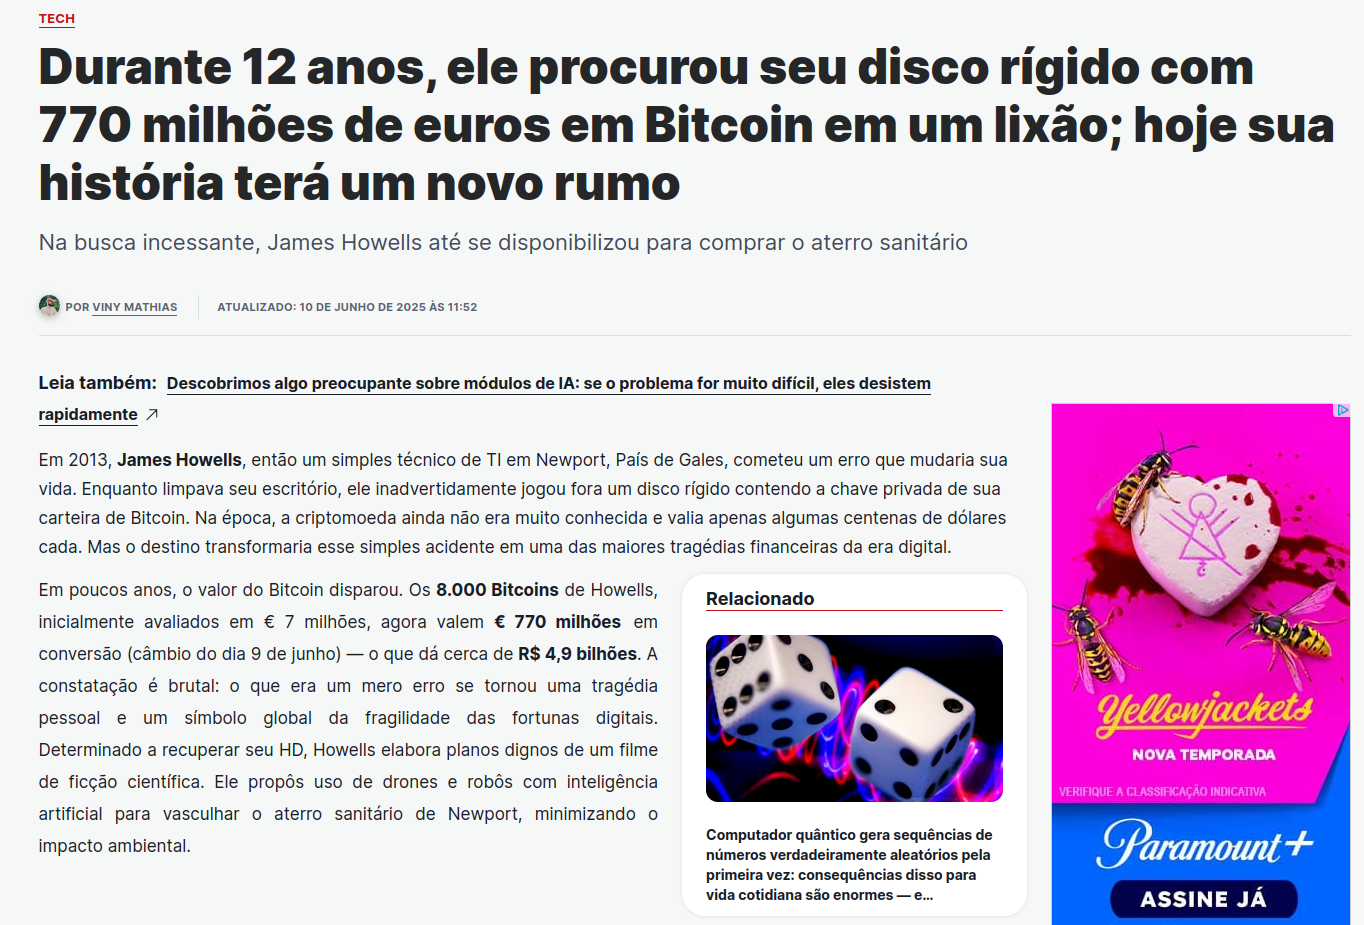 TECH
Durante 12 anos, ele procurou seu disco rígido com
770 milhões de euros em Bitcoin em um lixão; hoje sua
história terá um novo rumo
Na busca incessante, James Howells até se disponibilizou para comprar o aterro sanitário
POR VINY MATHIAS
ATUALIZADO: 10 DE JUNHO DE 2025 ÀS 11:52
Leia também: Descobrimos algo preocupante sobre módulos de IA: se o problema for muito difícil, eles desistem
rapidamente
Em 2013, James Howells, então um simples técnico de TI em Newport, País de Gales, cometeu um erro que mudaria sua
vida. Enquanto limpava seu escritório, ele inadvertidamente jogou fora um disco rígido contendo a chave privada de sua
carteira de Bitcoin. Na época, a criptomoeda ainda não era muito conhecida e valia apenas algumas centenas de dólares
cada. Mas o destino transformaria esse simples acidente em uma das maiores tragédias financeiras da era digital.
Em poucos anos, o valor do Bitcoin disparou. Os 8.000 Bitcoins de Howells,
inicialmente avaliados em € 7 milhões, agora valem € 770 milhões em
conversão (câmbio do dia 9 de junho) — o que dá cerca de R$ 4,9 bilhões. A
constatação é brutal: o que era um mero erro se tornou uma tragédia
pessoal e um símbolo global da fragilidade das fortunas digitais.
Determinado a recuperar seu HD, Howells elabora planos dignos de um filme
de ficção científica. Ele propôs uso de drones e robôs com inteligência
artificial para vasculhar o aterro sanitário de Newport, minimizando o
impacto ambiental.
Relacionado
Computador quântico gera sequências de
números verdadeiramente aleatórios pela
primeira vez: consequências disso para
vida cotidiana são enormes — e...
Yellowjackets
NOVA TEMPORADA
VERIFIQUE A CLASSIFICAÇÃO INDICATIVA
Paramount+
ASSINE JÁ